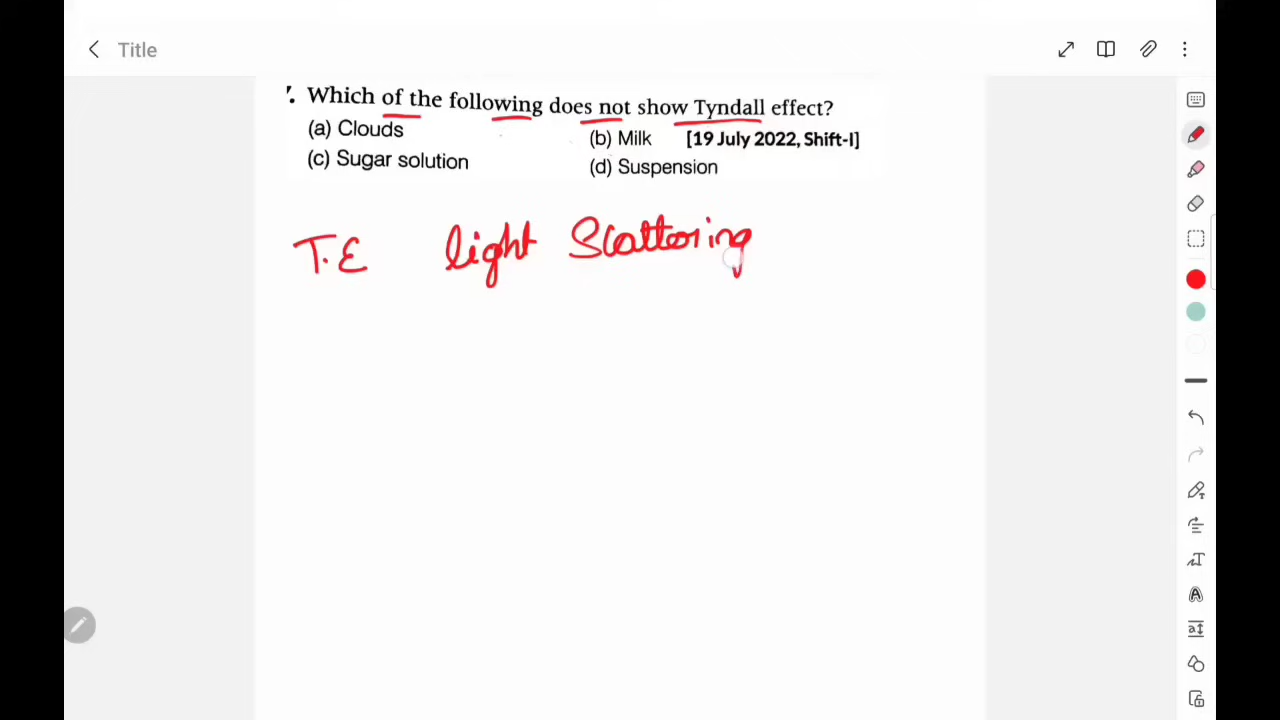 Title
. Which of the following does not show Tyndall effect?
(a) Clouds (b) Milk [19 July 2022, Shift-I]
(c) Sugar solution (d) Suspension
T.E light Scattering